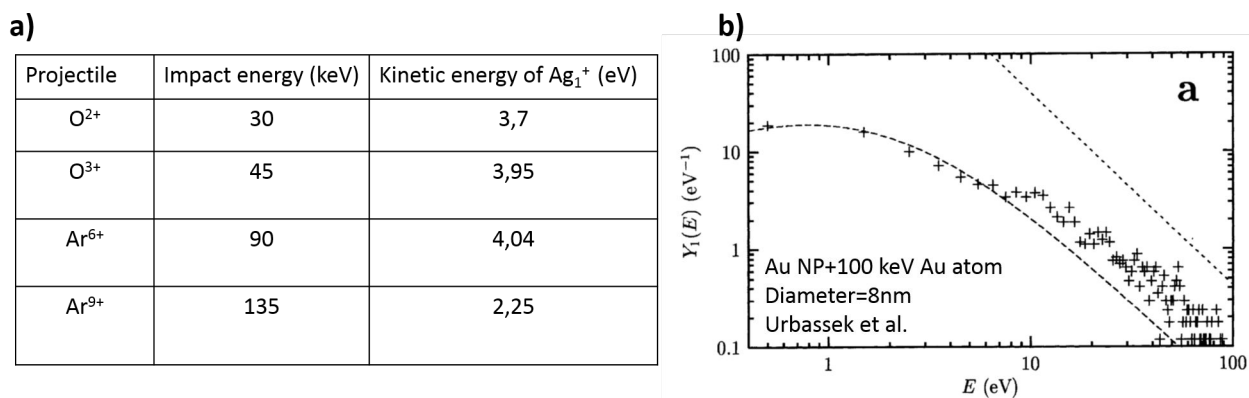 a)
Projectile Impact energy (keV) Kinetic energy of Ag₁⁺ (eV)
O²⁺ 30 3,7
O³⁺ 45 3,95
Ar⁶⁺ 90 4,04
Ar⁹⁺ 135 2,25
b)
100
10
1
0.1
Y₁(E) (eV⁻¹)
a
Au NP+100 keV Au atom
Diameter=8nm
Urbassek et al.
1 10 100
E (eV)